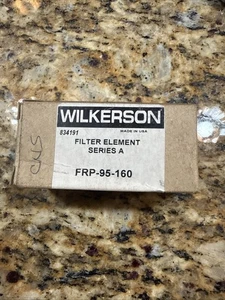 WILKERSON
834191
MADE IN USA
FILTER ELEMENT
SERIES A
FRP-95-160